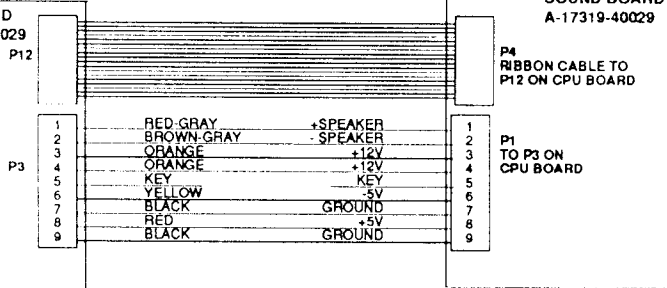 SOUND BOARD
A-17319-40029
D
029
P12
P4
RIBBON CABLE TO
P12 ON CPU BOARD
1 RED-GRAY +SPEAKER 1
2 BROWN-GRAY - SPEAKER 2
3 ORANGE +12V 3
4 ORANGE +12V 4
5 KEY KEY 5
6 YELLOW -5V 6
7 BLACK GROUND 7
8 RED +5V 8
9 BLACK GROUND 9
P3
P1
TO P3 ON
CPU BOARD